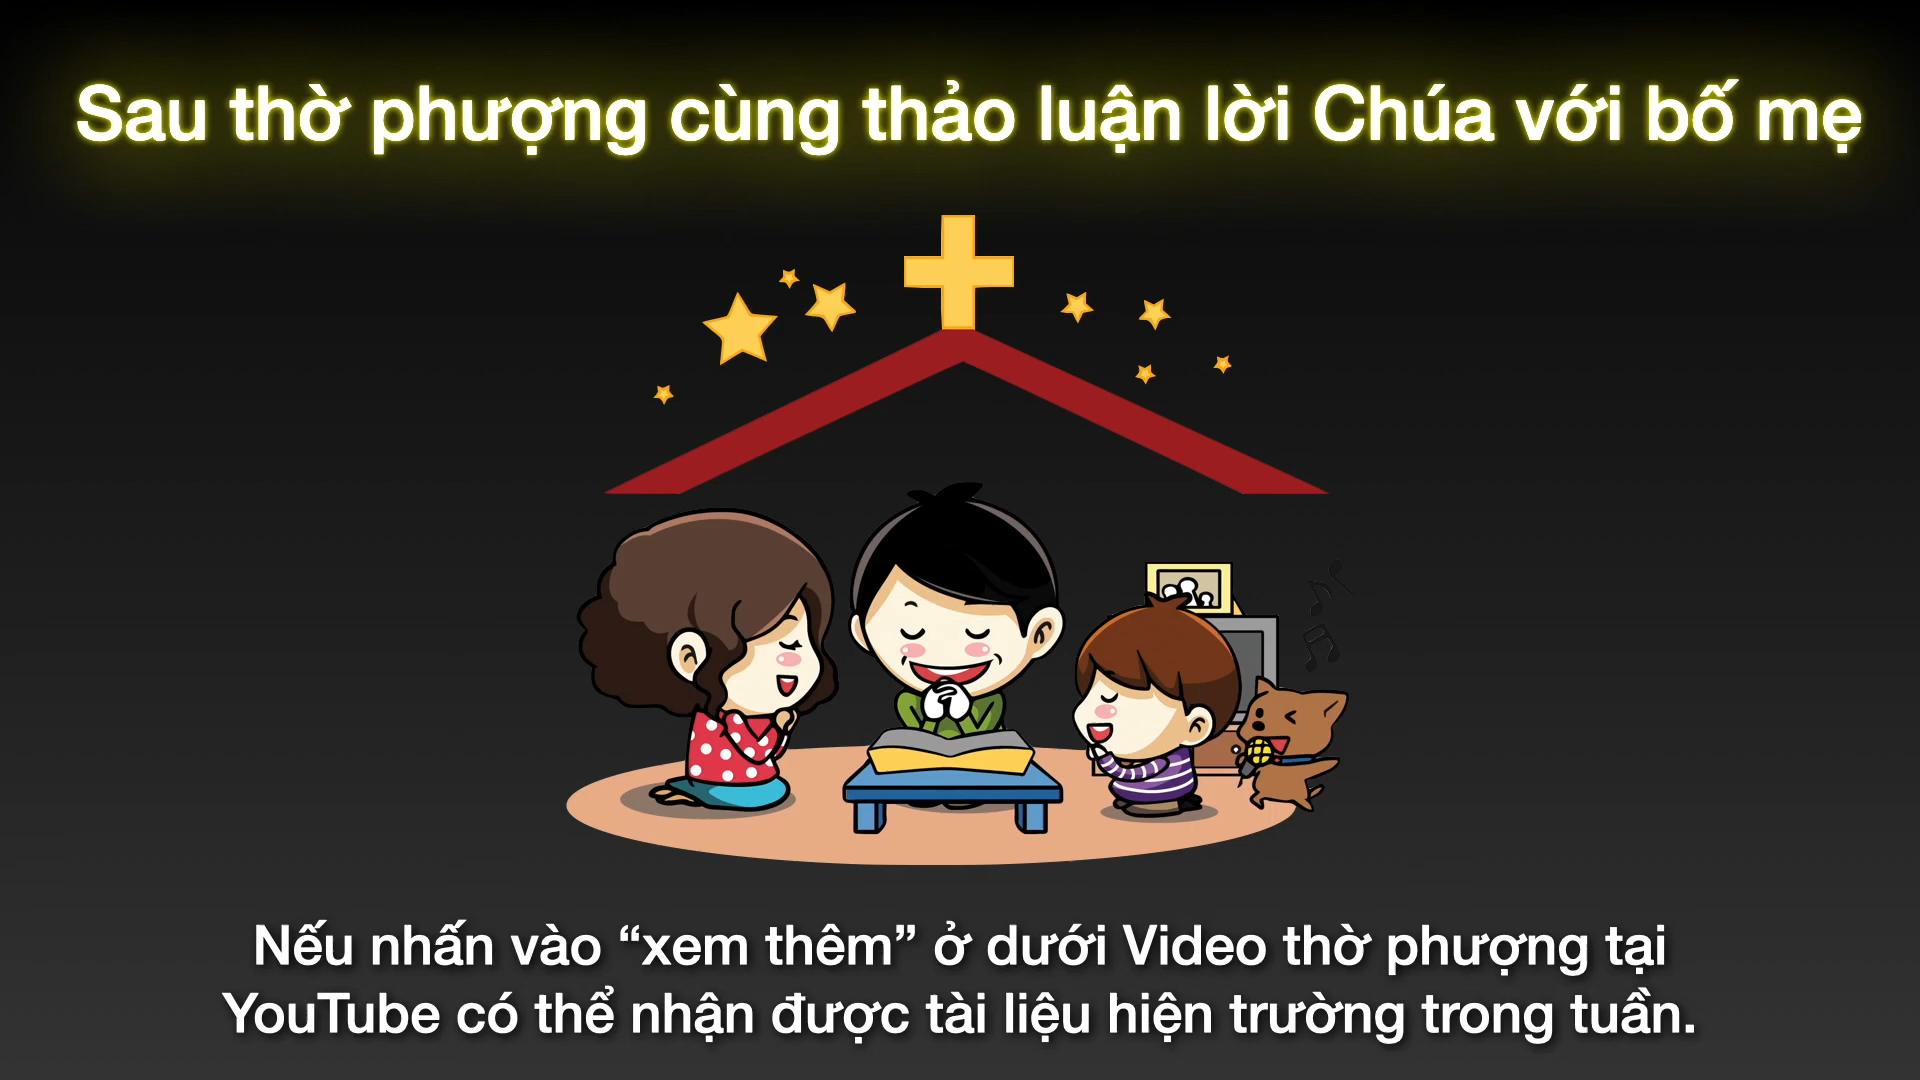 Sau thờ phượng cùng thảo luận lời Chúa với bố mẹ
Nếu nhấn vào “xem thêm” ở dưới Video thờ phượng tại
YouTube có thể nhận được tài liệu hiện trường trong tuần.